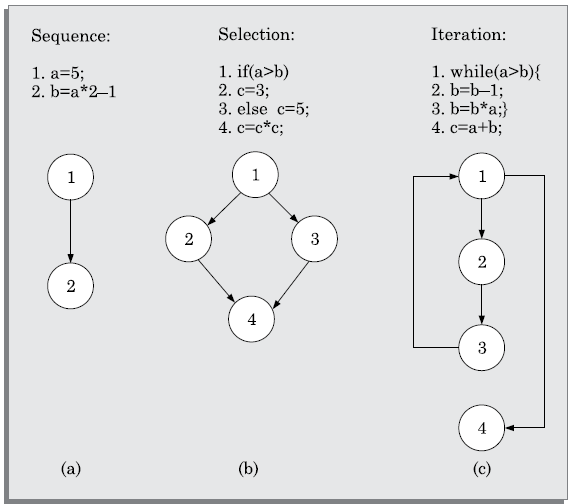 Sequence:
1. a=5;
2. b=a*2–1
Selection:
1. if(a>b)
2. c=3;
3. else c=5;
4. c=c*c;
Iteration:
1. while(a>b){
2. b=b–1;
3. b=b*a;}
4. c=a+b;
1
2
1
2
3
4
1
2
3
4
(a)
(b)
(c)